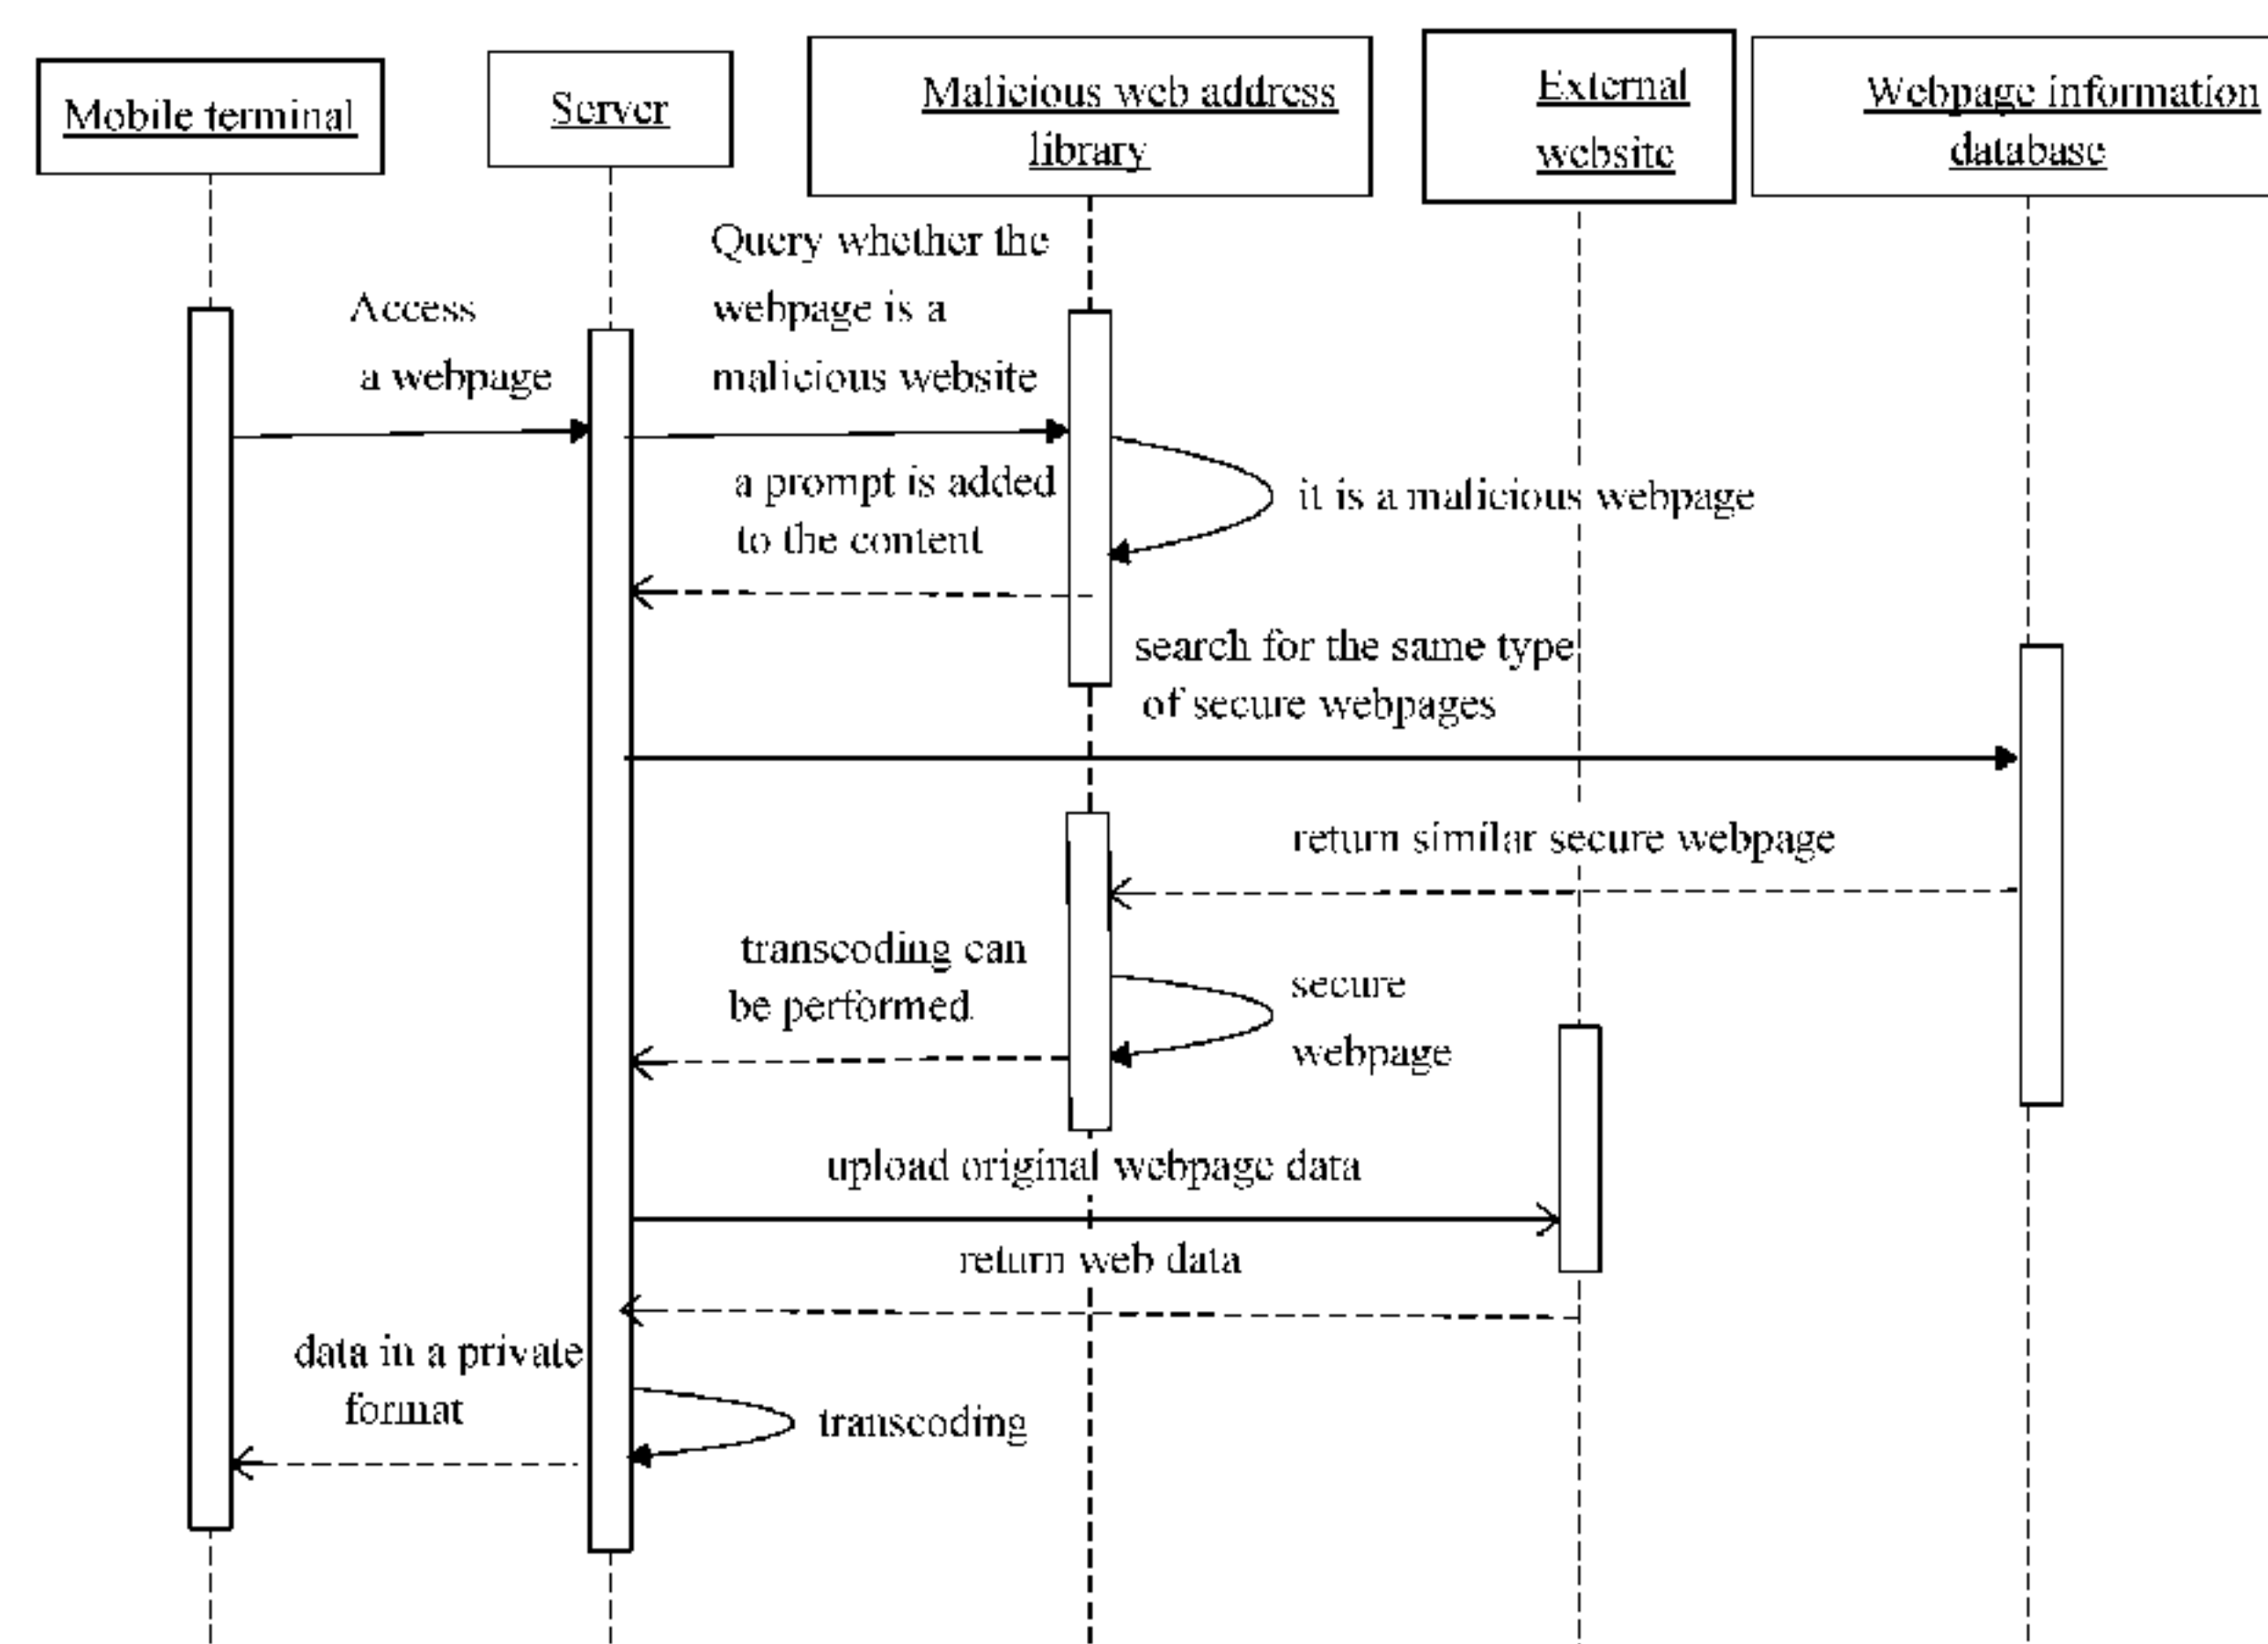 Mobile terminal
Server
Malicious web address
library
External
website
Webpage information
database
Access
a webpage
Query whether the
webpage is a
malicious website
a prompt is added
to the content
it is a malicious webpage
search for the same type
of secure webpages
return similar secure webpage
transcoding can
be performed
secure
webpage
upload original webpage data
return web data
data in a private
format
transcoding